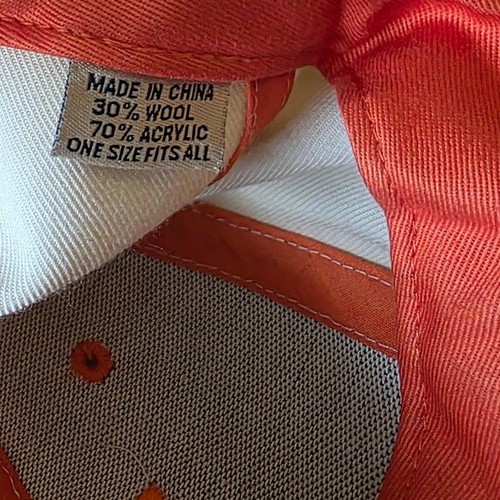 MADE IN CHINA
30% WOOL
70% ACRYLIC
ONE SIZE FITS ALL